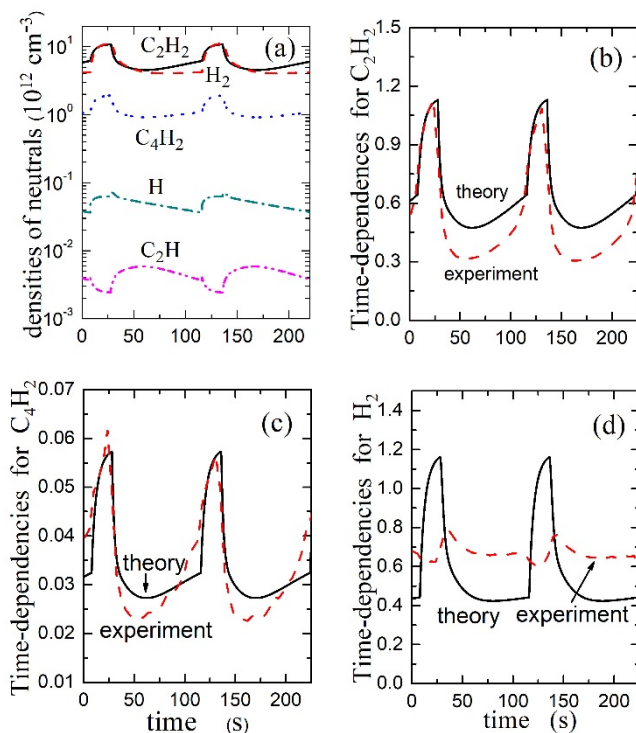 densities of neutrals (10¹² cm⁻³)
10¹
10⁰
10⁻¹
10⁻²
10⁻³
(a)
C₂H₂
H₂
C₄H₂
H
C₂H
0 50 100 150 200
Time-dependences for C₂H₂
1.5
1.2
0.9
0.6
0.3
0.0
(b)
theory
experiment
0 50 100 150 200
Time-dependencies for C₄H₂
0.07
0.06
0.05
0.04
0.03
0.02
0.01
(c)
theory
experiment
0 50 100 150 200
time (s)
Time-dependencies for H₂
1.4
1.2
1.0
0.8
0.6
0.4
0.2
0.0
(d)
theory
experiment
0 50 100 150 200
time (s)